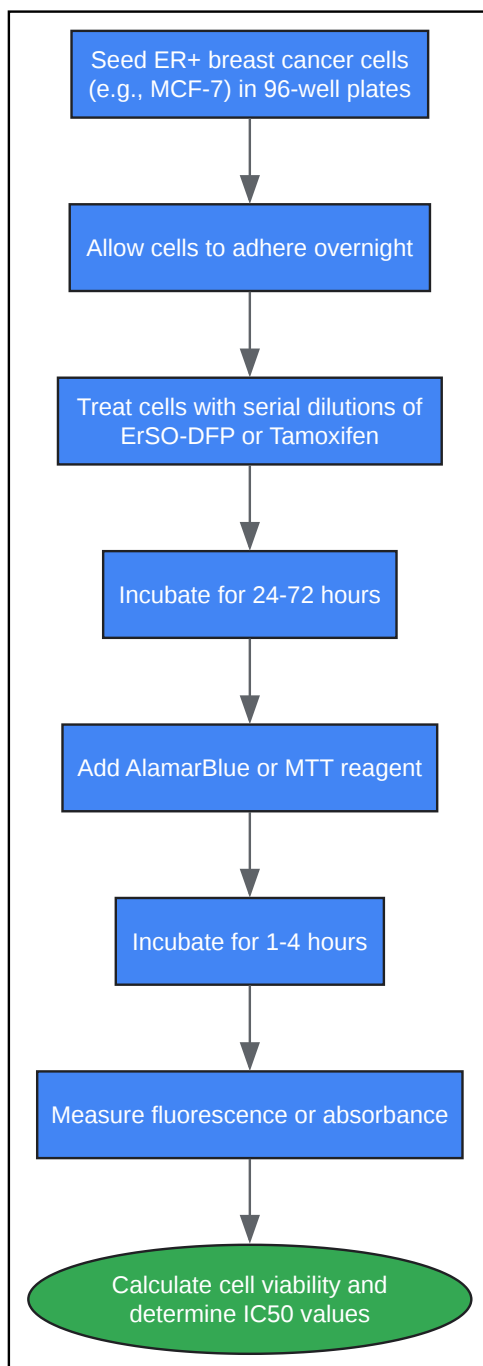 Seed ER+ breast cancer cells
(e.g., MCF-7) in 96-well plates
Allow cells to adhere overnight
Treat cells with serial dilutions of
ErSO-DFP or Tamoxifen
Incubate for 24-72 hours
Add AlamarBlue or MTT reagent
Incubate for 1-4 hours
Measure fluorescence or absorbance
Calculate cell viability and
determine IC50 values